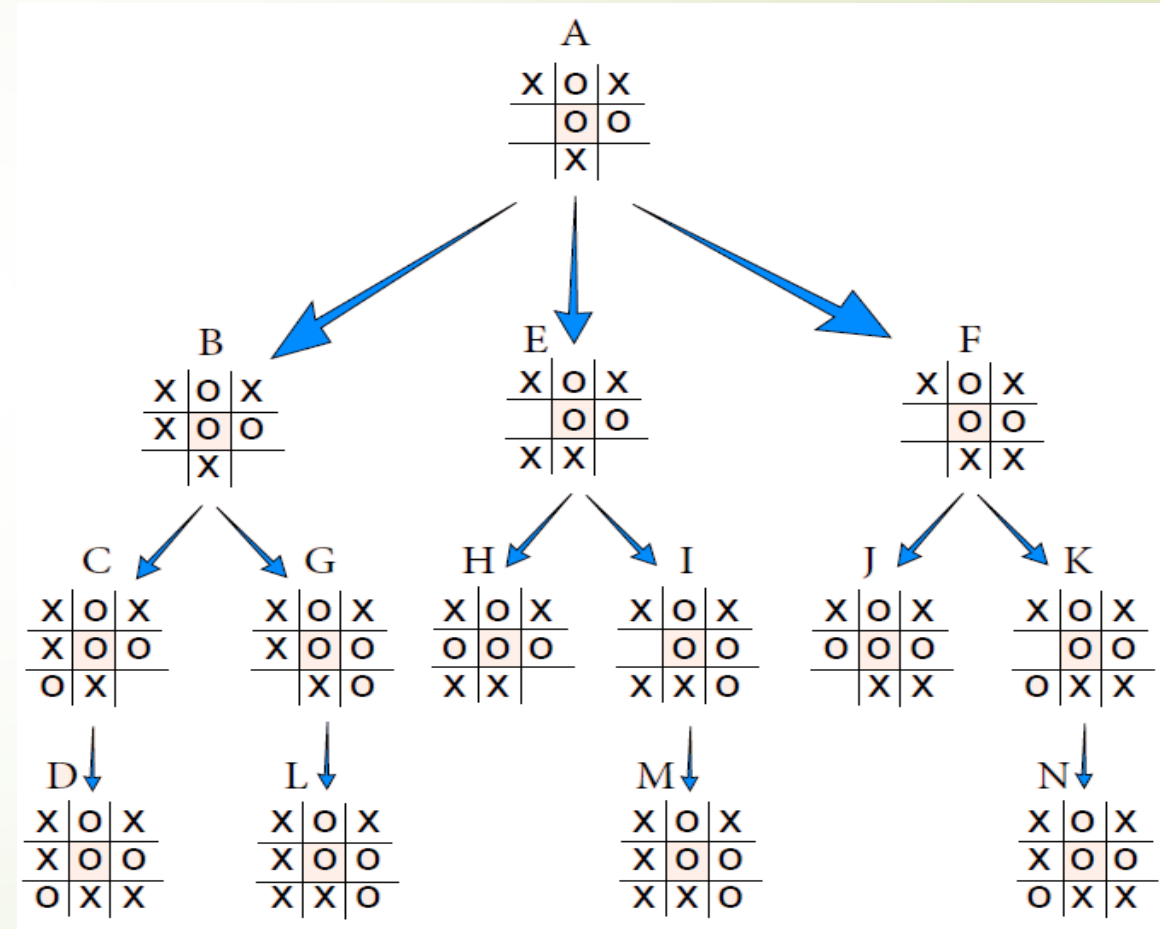 A
X O X
O O
X
B
X O X
X O O
X
E
X O X
O O
X X
F
X O X
O O
X X
C
X O X
X O O
O X
G
X O X
X O O
X O
H
X O X
O O O
X X
I
X O X
O O
X X O
J
X O X
O O O
X X
K
X O X
O O
O X X
D
X O X
X O O
O X X
L
X O X
X O O
X X O
M
X O X
X O O
X X O
N
X O X
X O O
O X X